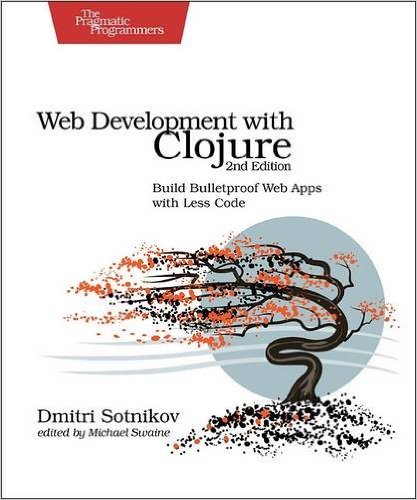 The
Pragmatic
Programmers
Web Development with
Clojure
2nd Edition
Build Bulletproof Web Apps
with Less Code
Dmitri Sotnikov
edited by Michael Swaine